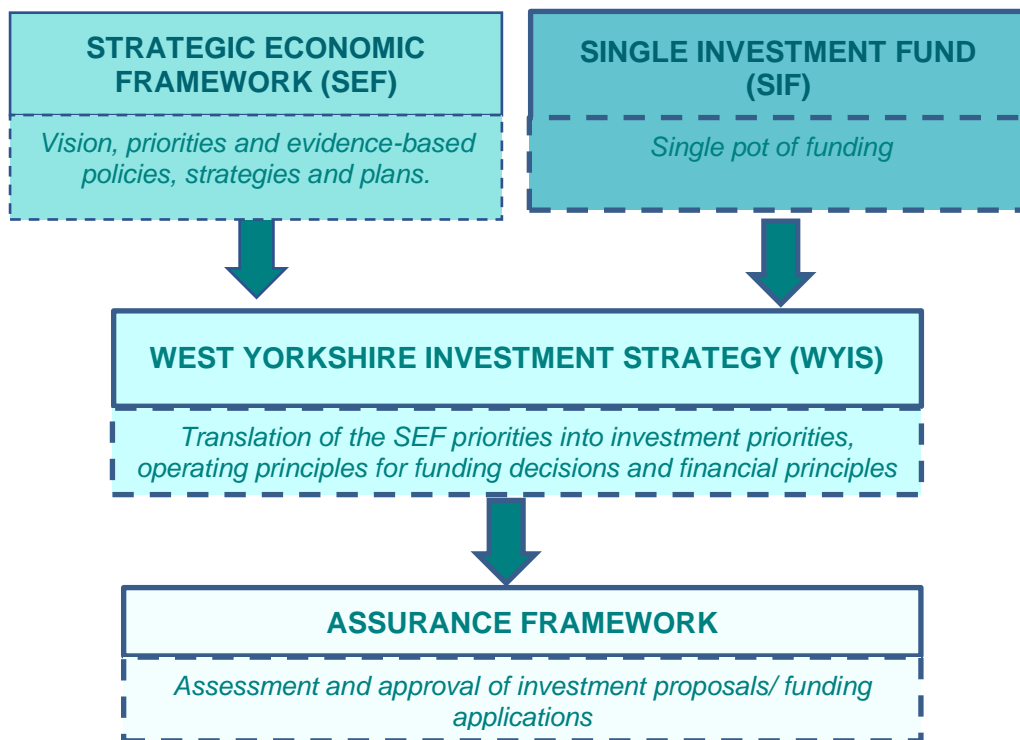 STRATEGIC ECONOMIC
FRAMEWORK (SEF)
Vision, priorities and evidence-based
policies, strategies and plans.
SINGLE INVESTMENT FUND
(SIF)
Single pot of funding
WEST YORKSHIRE INVESTMENT STRATEGY (WYIS)
Translation of the SEF priorities into investment priorities,
operating principles for funding decisions and financial principles
ASSURANCE FRAMEWORK
Assessment and approval of investment proposals/ funding
applications